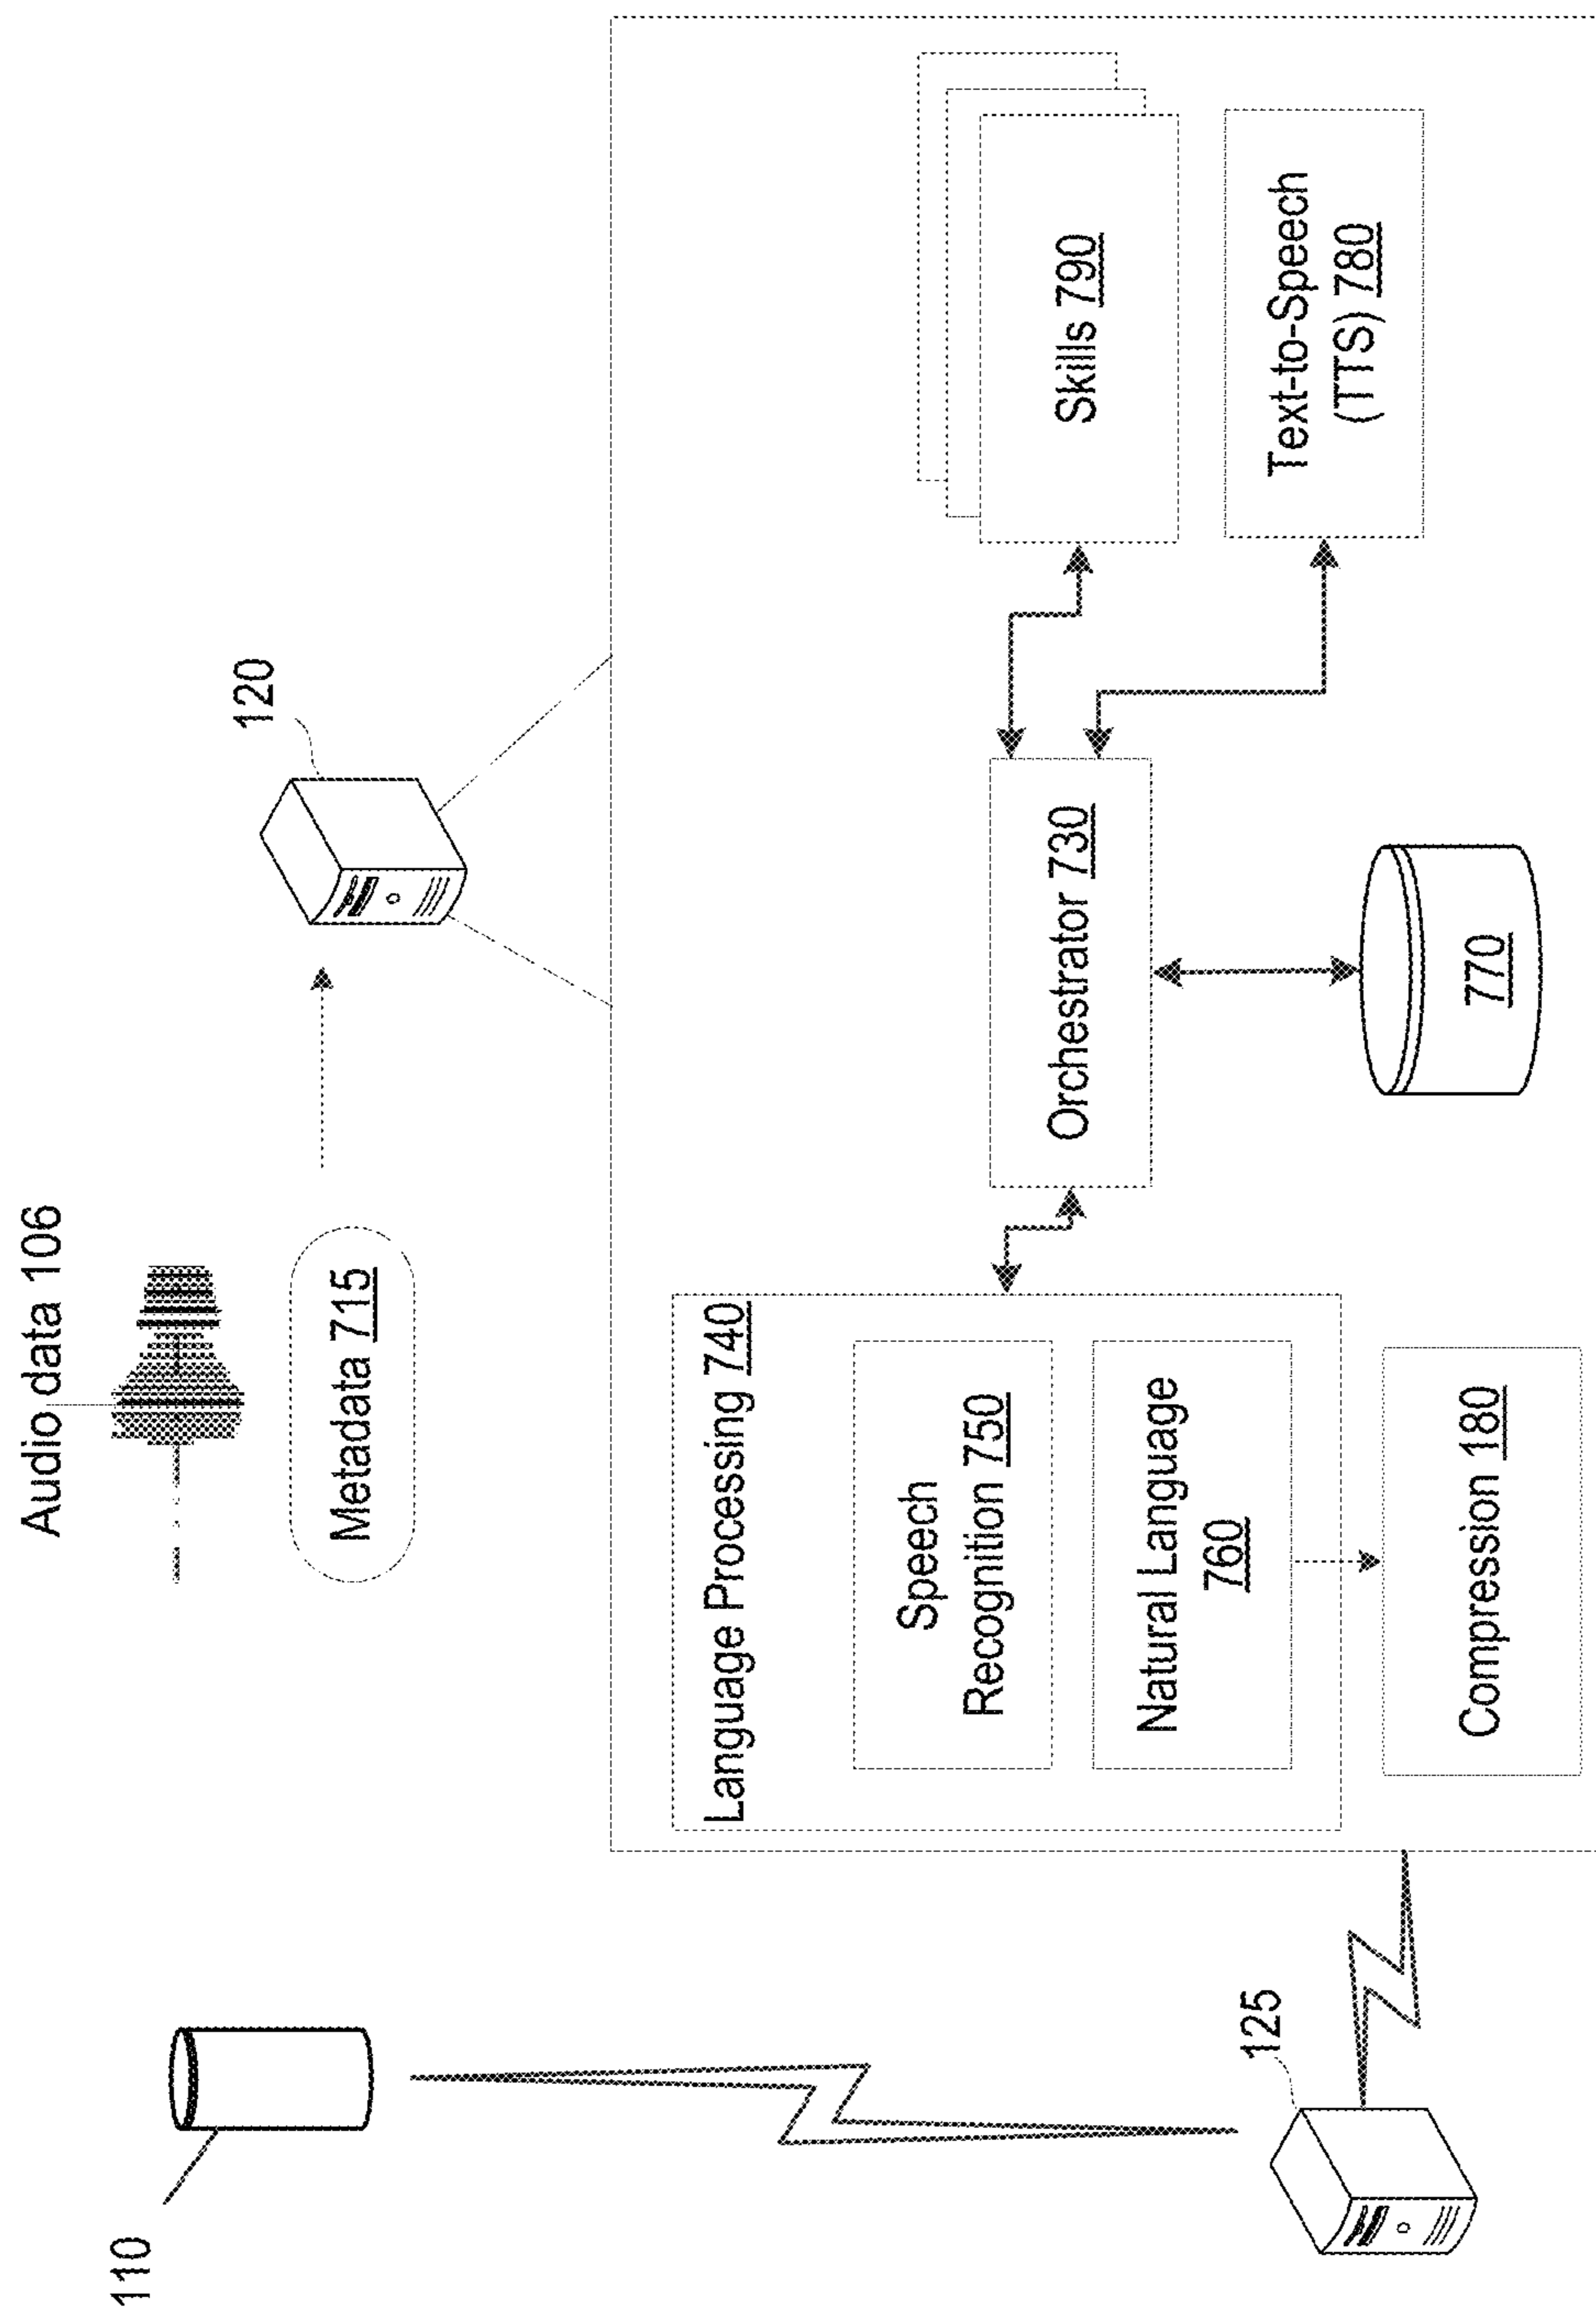 Audio data 106
110
Metadata 715
120
Language Processing 740
Speech
Recognition 750
Natural Language
760
Compression 180
Orchestrator 730
770
Skills 790
Text-to-Speech
(TTS) 780
125